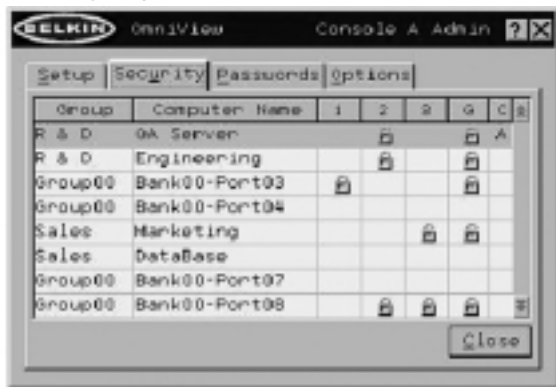 BELKIN OmniView Console A Admin ? X
Setup Security Passwords Options
Group Computer Name 1 2 3 G C
R & D QA Server A
R & D Engineering
Group00 Bank00-Port03
Group00 Bank00-Port04
Sales Marketing
Sales DataBase
Group00 Bank00-Port07
Group00 Bank00-Port08
Close